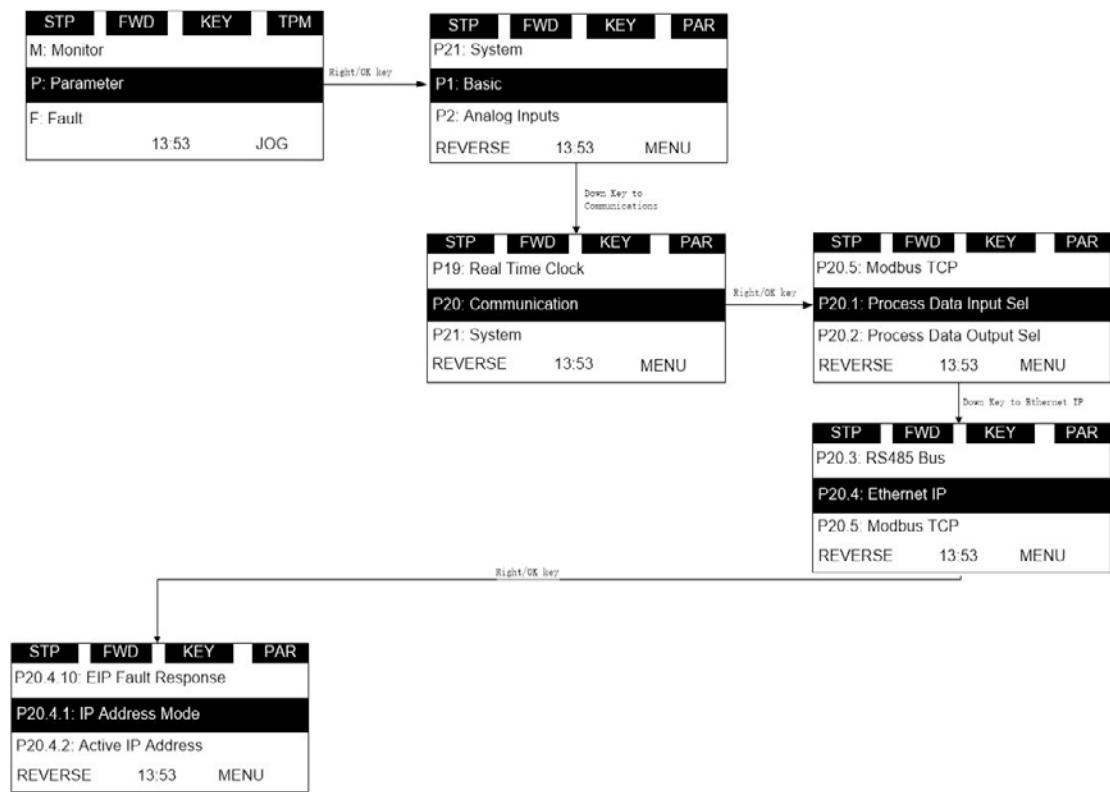 STP FWD KEY TPM
M: Monitor
P: Parameter
F: Fault
13:53 JOG
Right/OK key
STP FWD KEY PAR
P21: System
P1: Basic
P2: Analog Inputs
REVERSE 13:53 MENU
Down Key to
Communications
STP FWD KEY PAR
P19: Real Time Clock
P20: Communication
P21: System
REVERSE 13:53 MENU
Right/OK key
STP FWD KEY PAR
P20.5: Modbus TCP
P20.1: Process Data Input Sel
P20.2: Process Data Output Sel
REVERSE 13:53 MENU
Down Key to Ethernet IP
STP FWD KEY PAR
P20.3: RS485 Bus
P20.4: Ethernet IP
P20.5: Modbus TCP
REVERSE 13:53 MENU
Right/OK key
STP FWD KEY PAR
P20.4.10: EIP Fault Response
P20.4.1: IP Address Mode
P20.4.2: Active IP Address
REVERSE 13:53 MENU